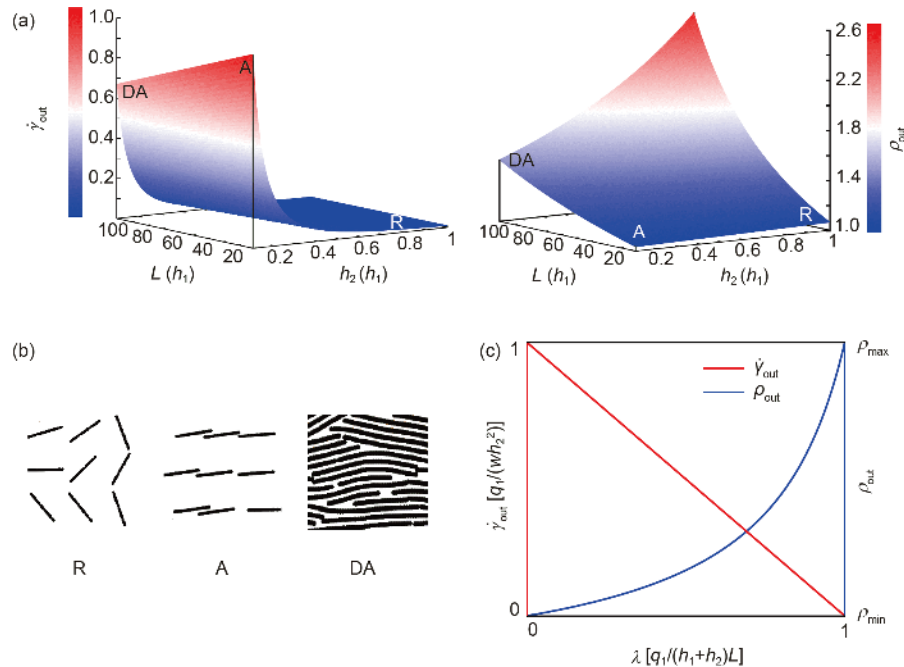 (a)
1.0
0.8
0.6
0.4
0.2
γ̇out
DA
A
R
100
80
60
40
20
L (h1)
0.2
0.4
0.6
0.8
1
h2 (h1)
DA
A
R
2.6
2.2
1.8
1.4
1.0
ρout
100
80
60
40
20
L (h1)
0.2
0.4
0.6
0.8
1
h2 (h1)
(b)
R
A
DA
(c)
γ̇out
ρout
1
0
γ̇out [q1/(wh2²)]
ρmax
ρout
ρmin
0
1
λ [q1/(h1+h2)L]